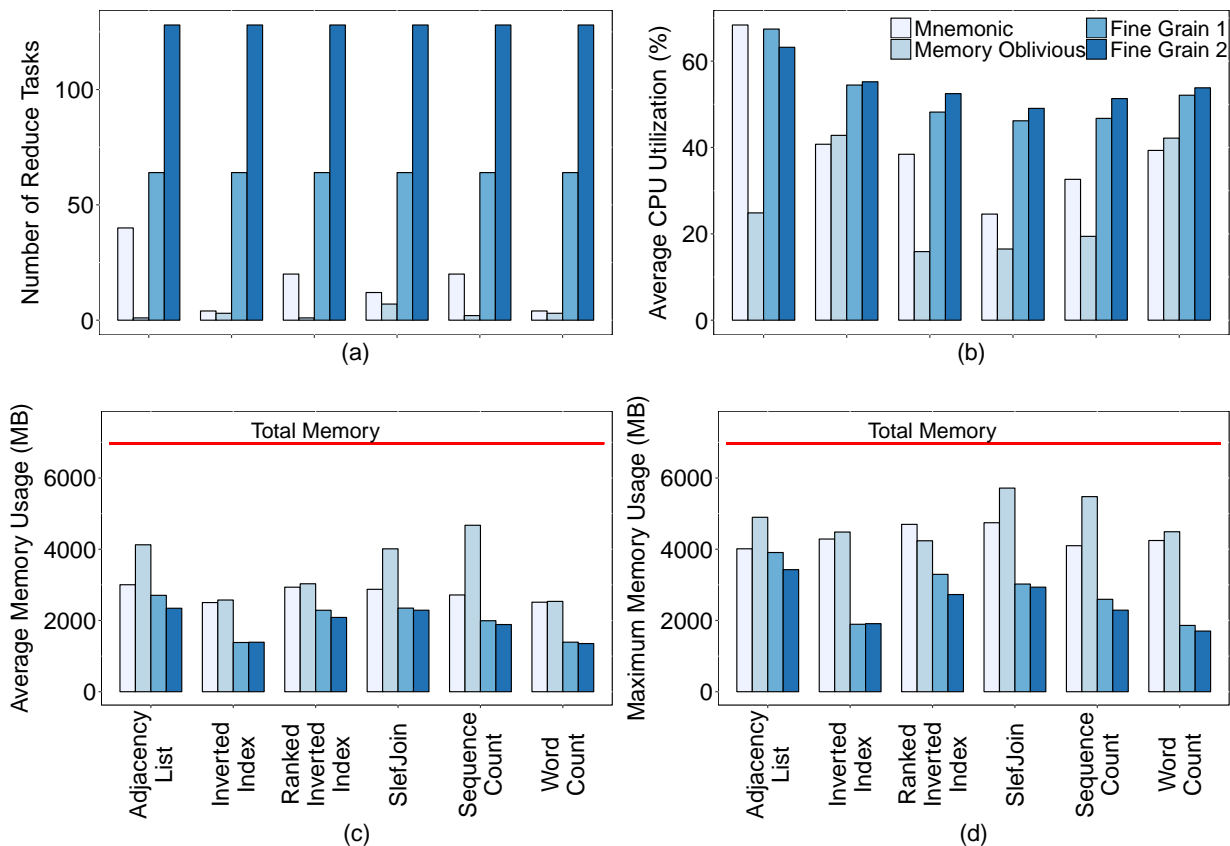 Number of Reduce Tasks
100
50
0
(a)
Average CPU Utilization (%)
60
40
20
0
Mnemonic
Memory Oblivious
Fine Grain 1
Fine Grain 2
(b)
Average Memory Usage (MB)
6000
4000
2000
0
Total Memory
Adjacency
List
Inverted
Index
Ranked
Inverted
Index
SlefJoin
Sequence
Count
Word
Count
(c)
Maximum Memory Usage (MB)
6000
4000
2000
0
Total Memory
Adjacency
List
Inverted
Index
Ranked
Inverted
Index
SlefJoin
Sequence
Count
Word
Count
(d)